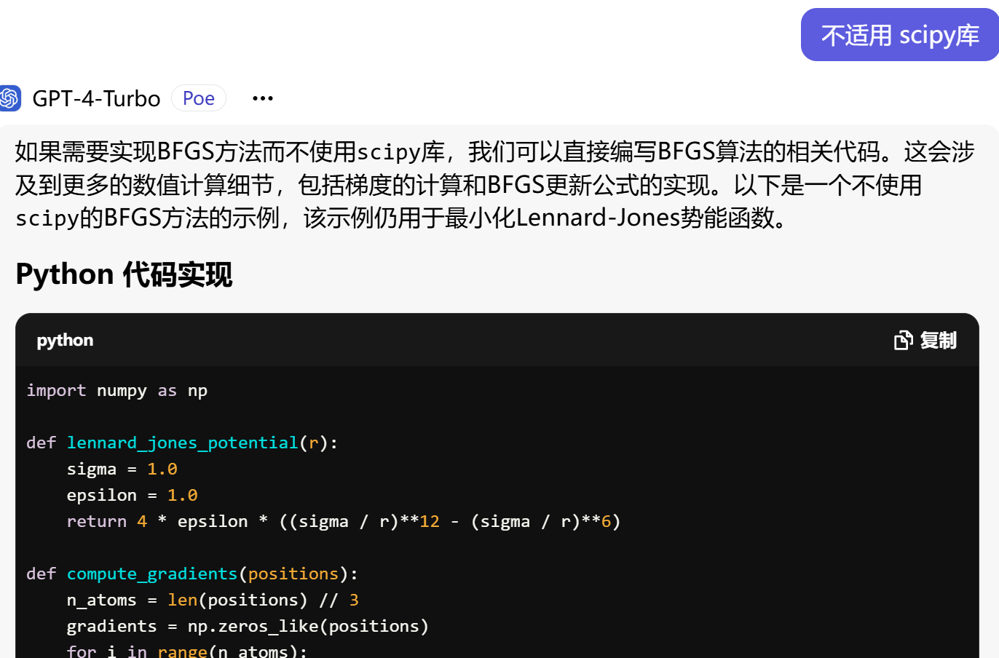 不适用 scipy库
GPT-4-Turbo Poe
如果需要实现BFGS方法而不使用scipy库，我们可以直接编写BFGS算法的相关代码。这会涉
及到更多的数值计算细节，包括梯度的计算和BFGS更新公式的实现。以下是一个不使用
scipy的BFGS方法的示例，该示例仍用于最小化Lennard-Jones势能函数。
Python 代码实现
python 复制
import numpy as np
def lennard_jones_potential(r):
    sigma = 1.0
    epsilon = 1.0
    return 4 * epsilon * ((sigma / r)**12 - (sigma / r)**6)
def compute_gradients(positions):
    n_atoms = len(positions) // 3
    gradients = np.zeros_like(positions)
    for i in range(n_atoms):